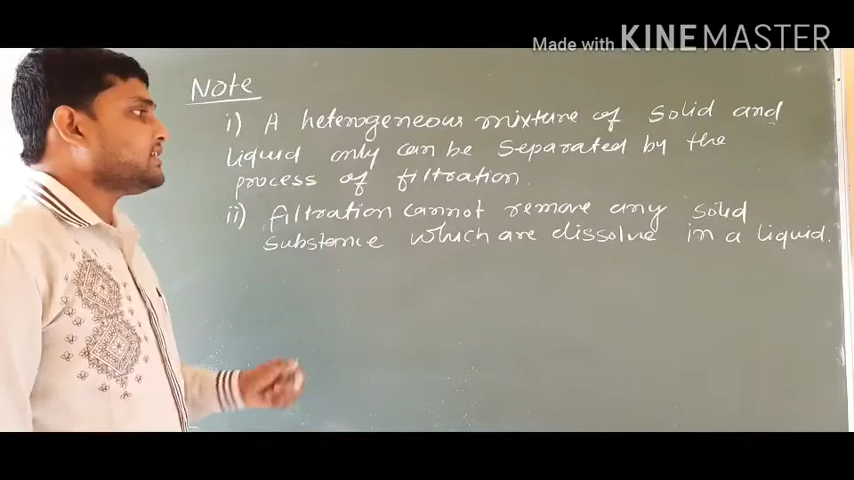 Made with KINEMASTER
Note
i) A heterogeneous mixture of solid and
liquid only can be separated by the
process of filtration.
ii) filtration cannot remove any solid
substance which are dissolve in a liquid.